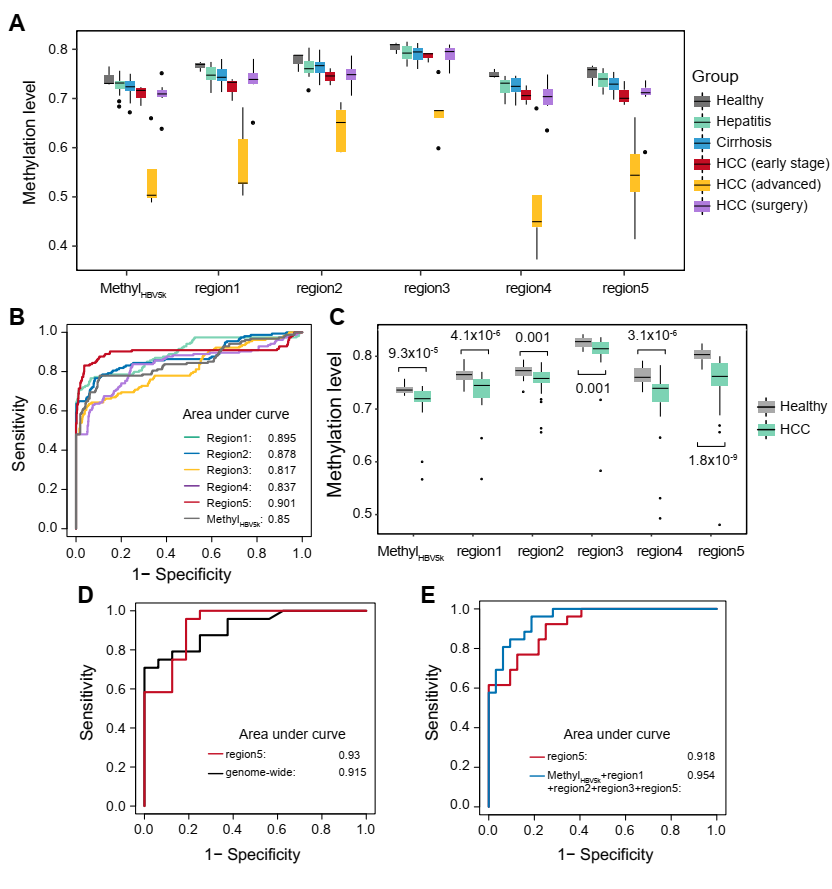 A
Methylation level
0.8
0.7
0.6
0.5
0.4
MethylHBV5k
region1
region2
region3
region4
region5
Group
Healthy
Hepatitis
Cirrhosis
HCC (early stage)
HCC (advanced)
HCC (surgery)
B
Sensitivity
1.0
0.8
0.6
0.4
0.2
0.0
0.0 0.2 0.4 0.6 0.8 1.0
1− Specificity
Area under curve
Region1: 0.895
Region2: 0.878
Region3: 0.817
Region4: 0.837
Region5: 0.901
MethylHBV5k: 0.85
C
Methylation level
0.8
0.7
0.6
0.5
9.3x10-5
4.1x10-6
0.001
0.001
3.1x10-6
1.8x10-9
MethylHBV5k
region1
region2
region3
region4
region5
Healthy
HCC
D
Sensitivity
1.0
0.8
0.6
0.4
0.2
0.0
0.0 0.2 0.4 0.6 0.8 1.0
1− Specificity
Area under curve
region5: 0.93
genome-wide: 0.915
E
Sensitivity
1.0
0.8
0.6
0.4
0.2
0.0
0.0 0.2 0.4 0.6 0.8 1.0
1− Specificity
Area under curve
region5: 0.918
MethylHBV5k+region1 0.954
+region2+region3+region5: